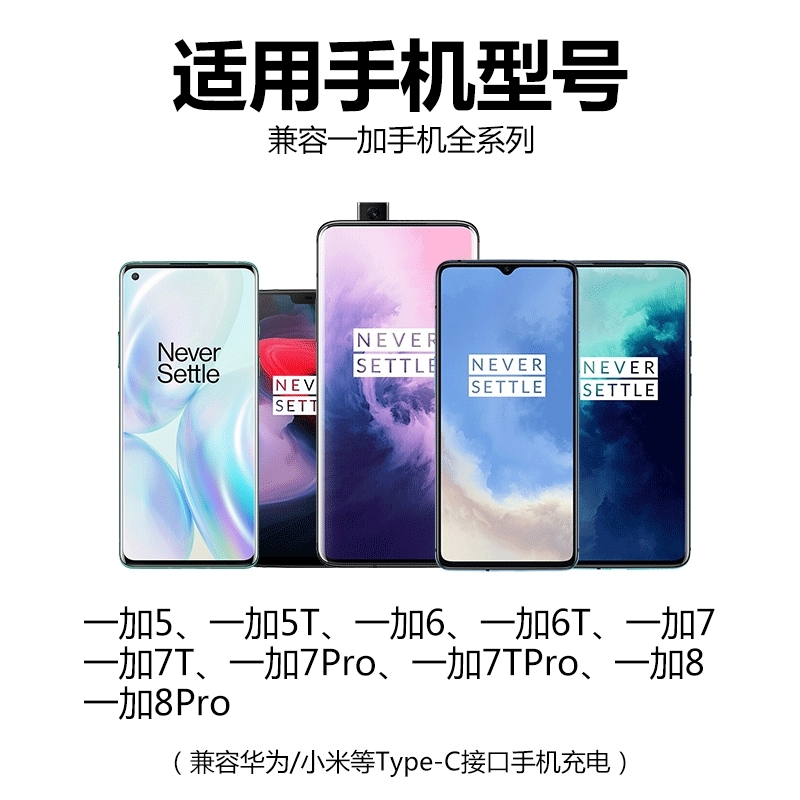 适用手机型号
兼容一加手机全系列
Never
Settle
NEV
SETT
NEVER
SETTLE
NEVER
SETTLE
NEVER
SETTLE
一加5、一加5T、一加6、一加6T、一加7
一加7T、一加7Pro、一加7TPro、一加8
一加8Pro
（兼容华为/小米等Type-C接口手机充电）